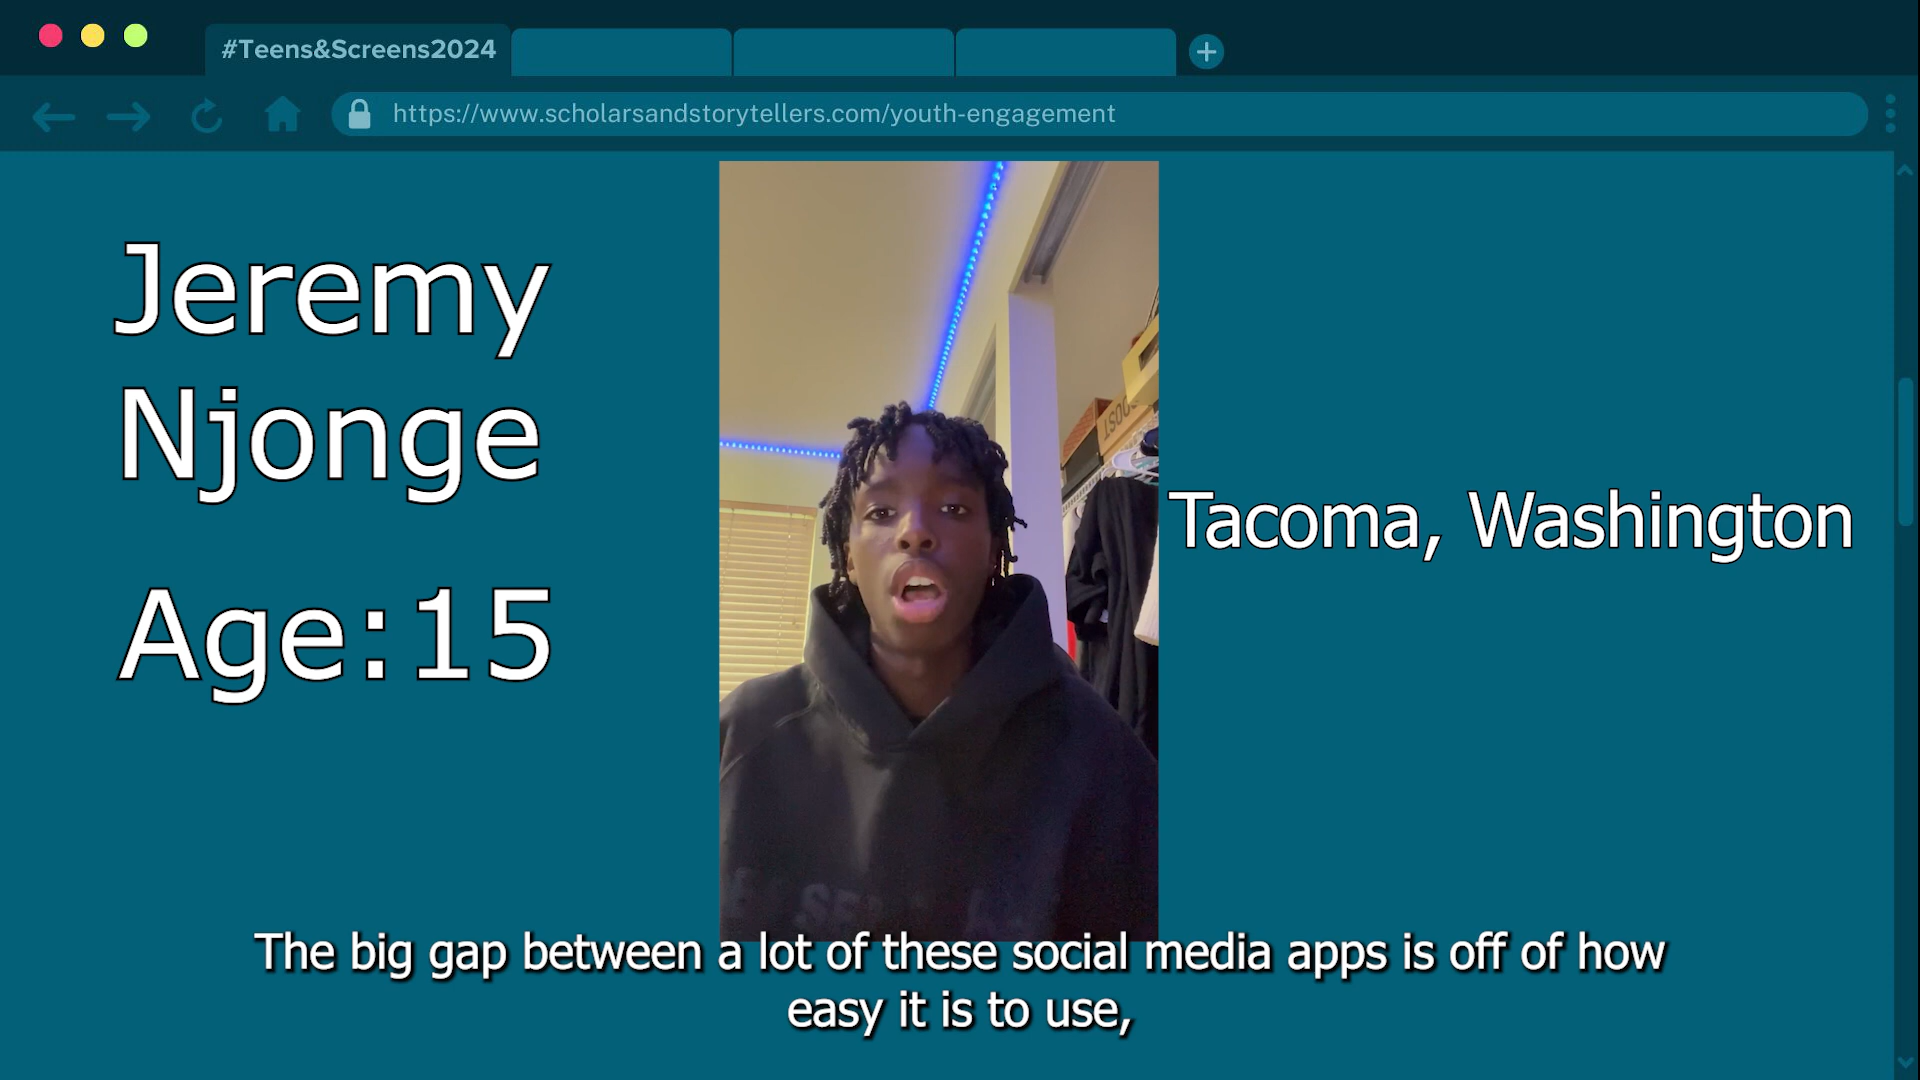 #Teens&Screens2024
https://www.scholarsandstorytellers.com/youth-engagement
Jeremy
Njonge
Age:15
Tacoma, Washington
The big gap between a lot of these social media apps is off of how
easy it is to use,